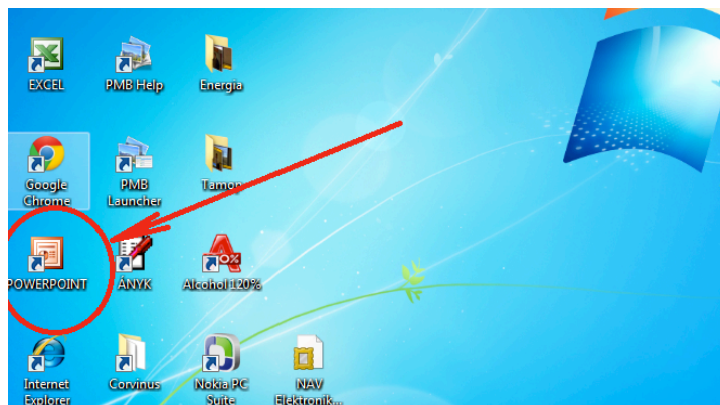 EXCEL
PMB Help
Energia
Google
Chrome
PMB
Launcher
Tamop
POWERPOINT
ÁNYK
Alcohol 120%
Internet
Explorer
Corvinus
Nokia PC
Suite
NAV
Elektronik...